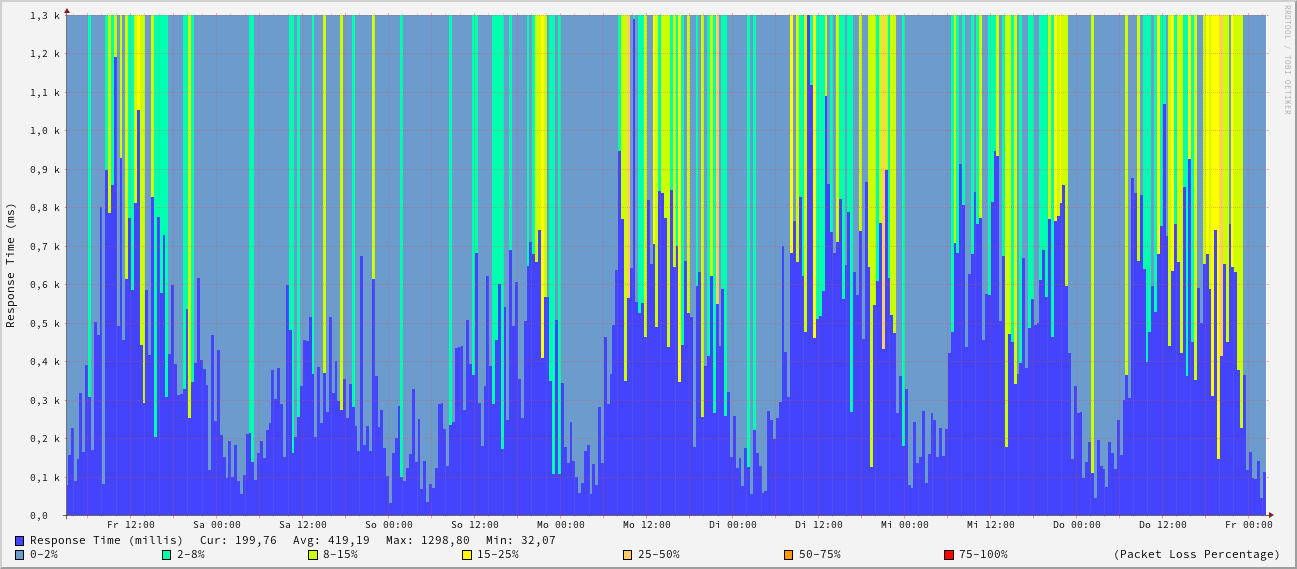 RRDTOOL / TOBI OETIKER
Response Time (ms)
1,3 k
1,2 k
1,1 k
1,0 k
0,9 k
0,8 k
0,7 k
0,6 k
0,5 k
0,4 k
0,3 k
0,2 k
0,1 k
0,0
Fr 12:00 Sa 00:00 Sa 12:00 So 00:00 So 12:00 Mo 00:00 Mo 12:00 Di 00:00 Di 12:00 Mi 00:00 Mi 12:00 Do 00:00 Do 12:00 Fr 00:00
Response Time (millis) Cur: 199,76 Avg: 419,19 Max: 1298,80 Min: 32,07
0-2% 2-8% 8-15% 15-25% 25-50% 50-75% 75-100% (Packet Loss Percentage)